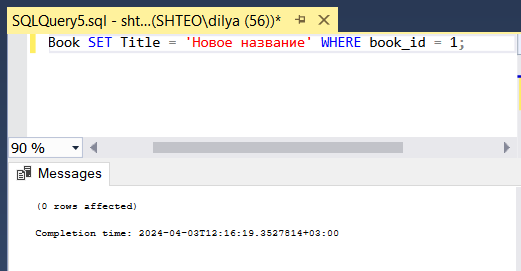 SQLQuery5.sql - sht...(SHTEO\dilya (56))*
Book SET Title = 'Новое название' WHERE book_id = 1;
90 %
Messages
(0 rows affected)
Completion time: 2024-04-03T12:16:19.3527814+03:00